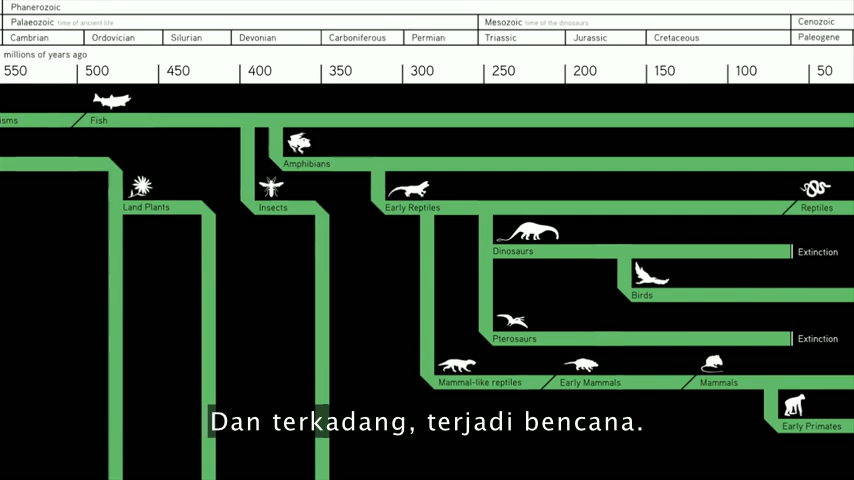 Phanerozoic
Palaeozoic time of ancient life
Mesozoic time of the dinosaurs
Cenozoic
Cambrian
Ordovician
Silurian
Devonian
Carboniferous
Permian
Triassic
Jurassic
Cretaceous
Paleogene
millions of years ago
550
500
450
400
350
300
250
200
150
100
50
isms
Fish
Amphibians
Land Plants
Insects
Early Reptiles
Reptiles
Dinosaurs
Extinction
Birds
Pterosaurs
Extinction
Mammal-like reptiles
Early Mammals
Mammals
Dan terkadang, terjadi bencana.
Early Primates